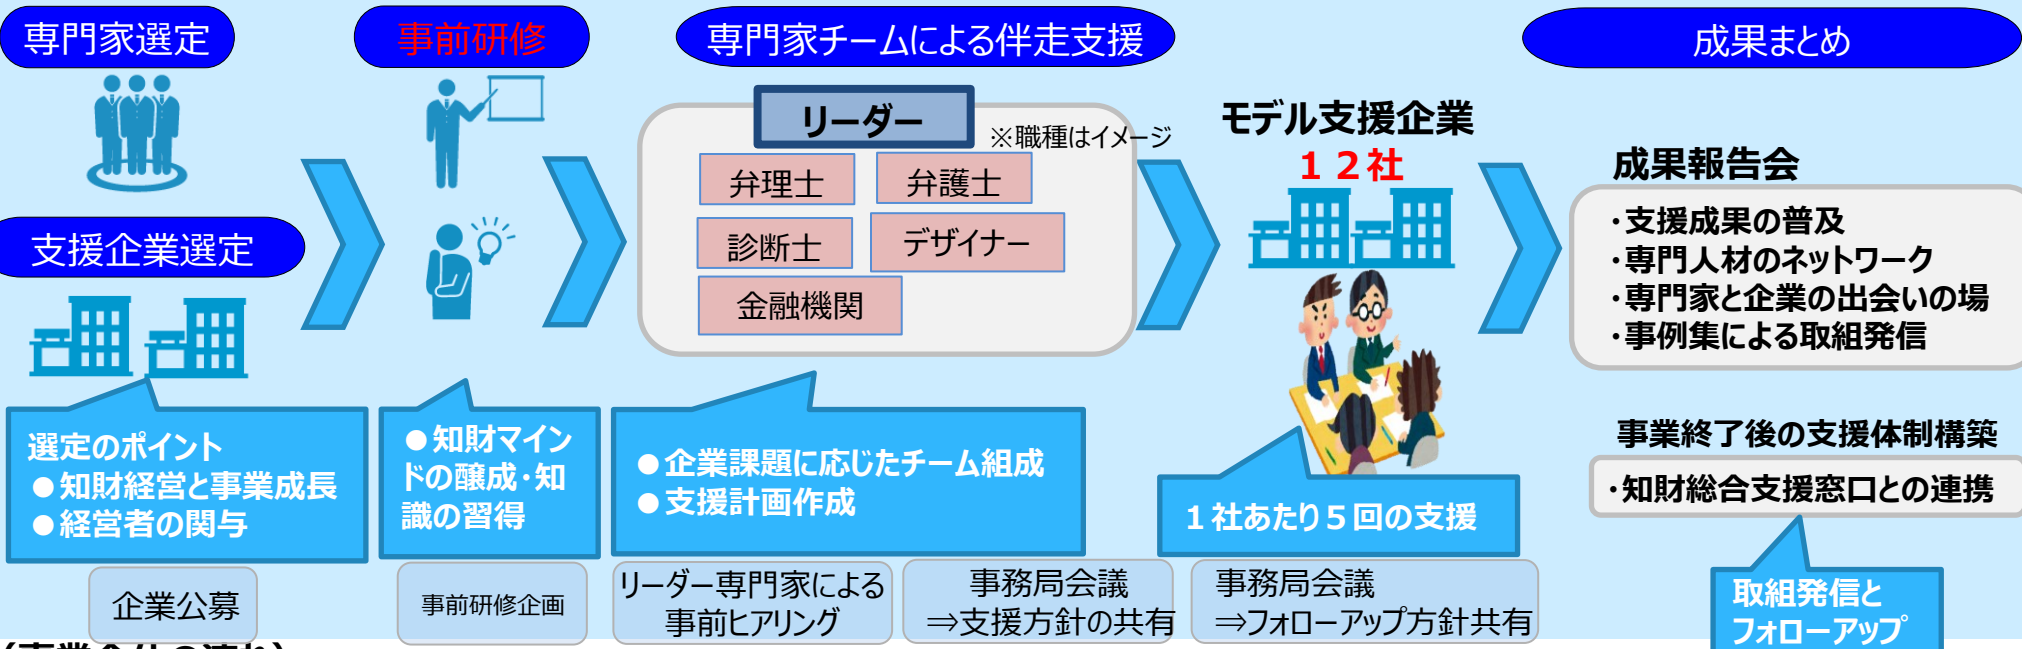 専門家選定
支援企業選定
選定のポイント
●知財経営と事業成長
●経営者の関与
企業公募
事前研修
●知財マイン
ドの醸成・知
識の習得
事前研修企画
専門家チームによる伴走支援
リーダー
※職種はイメージ
弁理士
弁護士
診断士
デザイナー
金融機関
●企業課題に応じたチーム組成
●支援計画作成
リーダー専門家による
事前ヒアリング
事務局会議
⇒支援方針の共有
モデル支援企業
１２社
１社あたり５回の支援
事務局会議
⇒フォローアップ方針共有
成果まとめ
成果報告会
・支援成果の普及
・専門人材のネットワーク
・専門家と企業の出会いの場
・事例集による取組発信
事業終了後の支援体制構築
・知財総合支援窓口との連携
取組発信と
フォローアップ